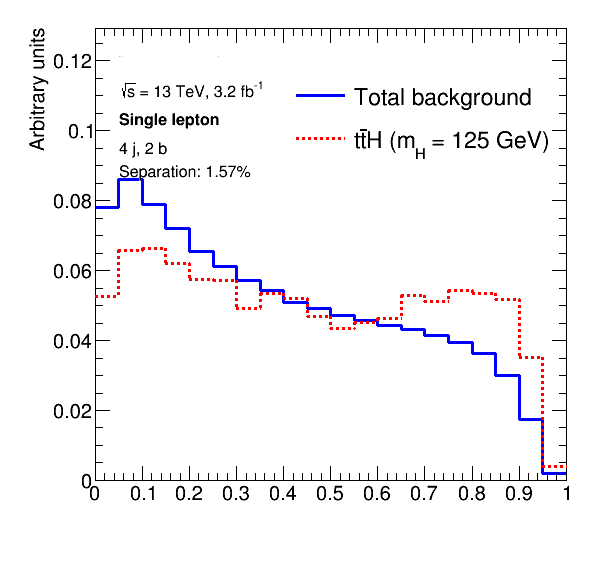 Arbitrary units
0.12
0.1
0.08
0.06
0.04
0.02
0
√s = 13 TeV, 3.2 fb⁻¹
Single lepton
4 j, 2 b
Separation: 1.57%
Total background
tt̄H (m_H = 125 GeV)
0 0.1 0.2 0.3 0.4 0.5 0.6 0.7 0.8 0.9 1